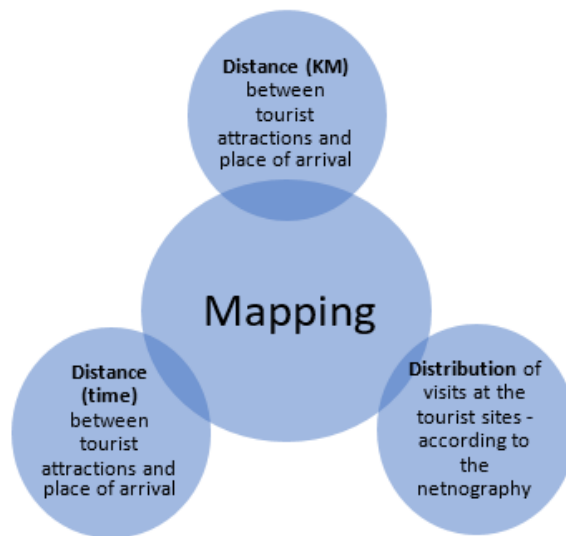 Distance (KM)
between
tourist
attractions and
place of arrival
Mapping
Distance
(time)
between
tourist
attractions and
place of arrival
Distribution of
visits at the
tourist sites -
according to
the
netnography